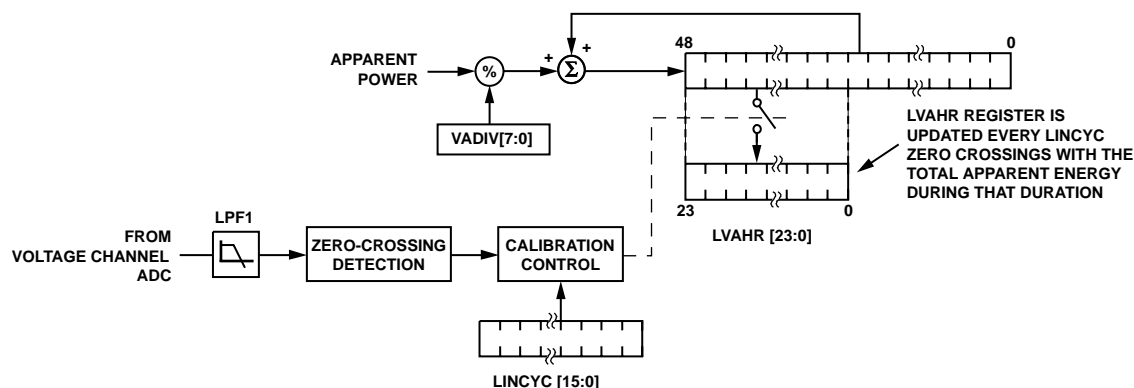 48
0
APPARENT
POWER
%
+
+
Σ
VADIV[7:0]
LVAHR REGISTER IS
UPDATED EVERY LINCYC
ZERO CROSSINGS WITH THE
TOTAL APPARENT ENERGY
DURING THAT DURATION
23
0
LVAHR [23:0]
LPF1
FROM
VOLTAGE CHANNEL
ADC
ZERO-CROSSING
DETECTION
CALIBRATION
CONTROL
LINCYC [15:0]